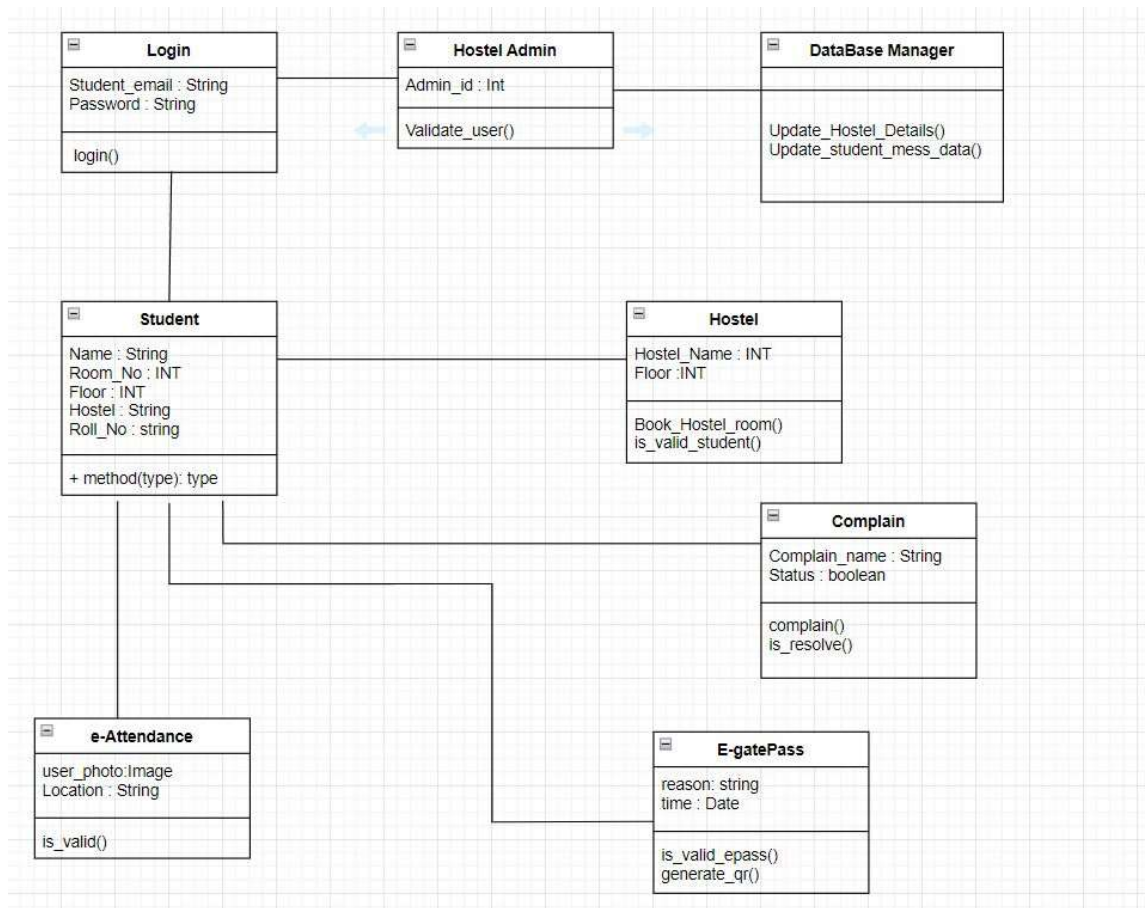 Login
Student_email : String
Password : String
login()
Hostel Admin
Admin_id : Int
Validate_user()
DataBase Manager
Update_Hostel_Details()
Update_student_mess_data()
Student
Name : String
Room_No : INT
Floor : INT
Hostel : String
Roll_No : string
+ method(type): type
Hostel
Hostel_Name : INT
Floor :INT
Book_Hostel_room()
is_valid_student()
Complain
Complain_name : String
Status : boolean
complain()
is_resolve()
e-Attendance
user_photo:Image
Location : String
is_valid()
E-gatePass
reason: string
time : Date
is_valid_epass()
generate_qr()